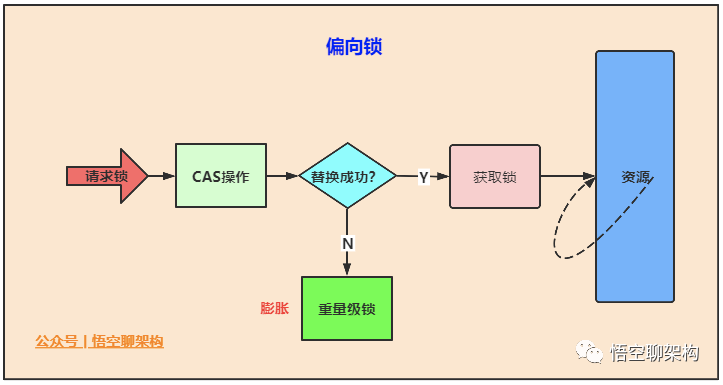 偏向锁
请求锁
CAS操作
替换成功?
Y
获取锁
资源
N
膨胀
重量级锁
公众号 | 悟空聊架构
悟空聊架构